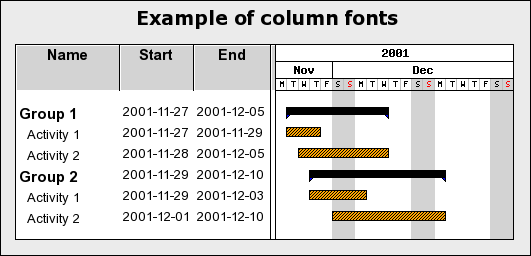 Example of column fonts
Name Start End 2001
Nov Dec
M T W T F S S M T W T F S S M T W T F S S
Group 1 2001-11-27 2001-12-05
Activity 1 2001-11-27 2001-11-29
Activity 2 2001-11-28 2001-12-05
Group 2 2001-11-29 2001-12-10
Activity 1 2001-11-29 2001-12-03
Activity 2 2001-12-01 2001-12-10